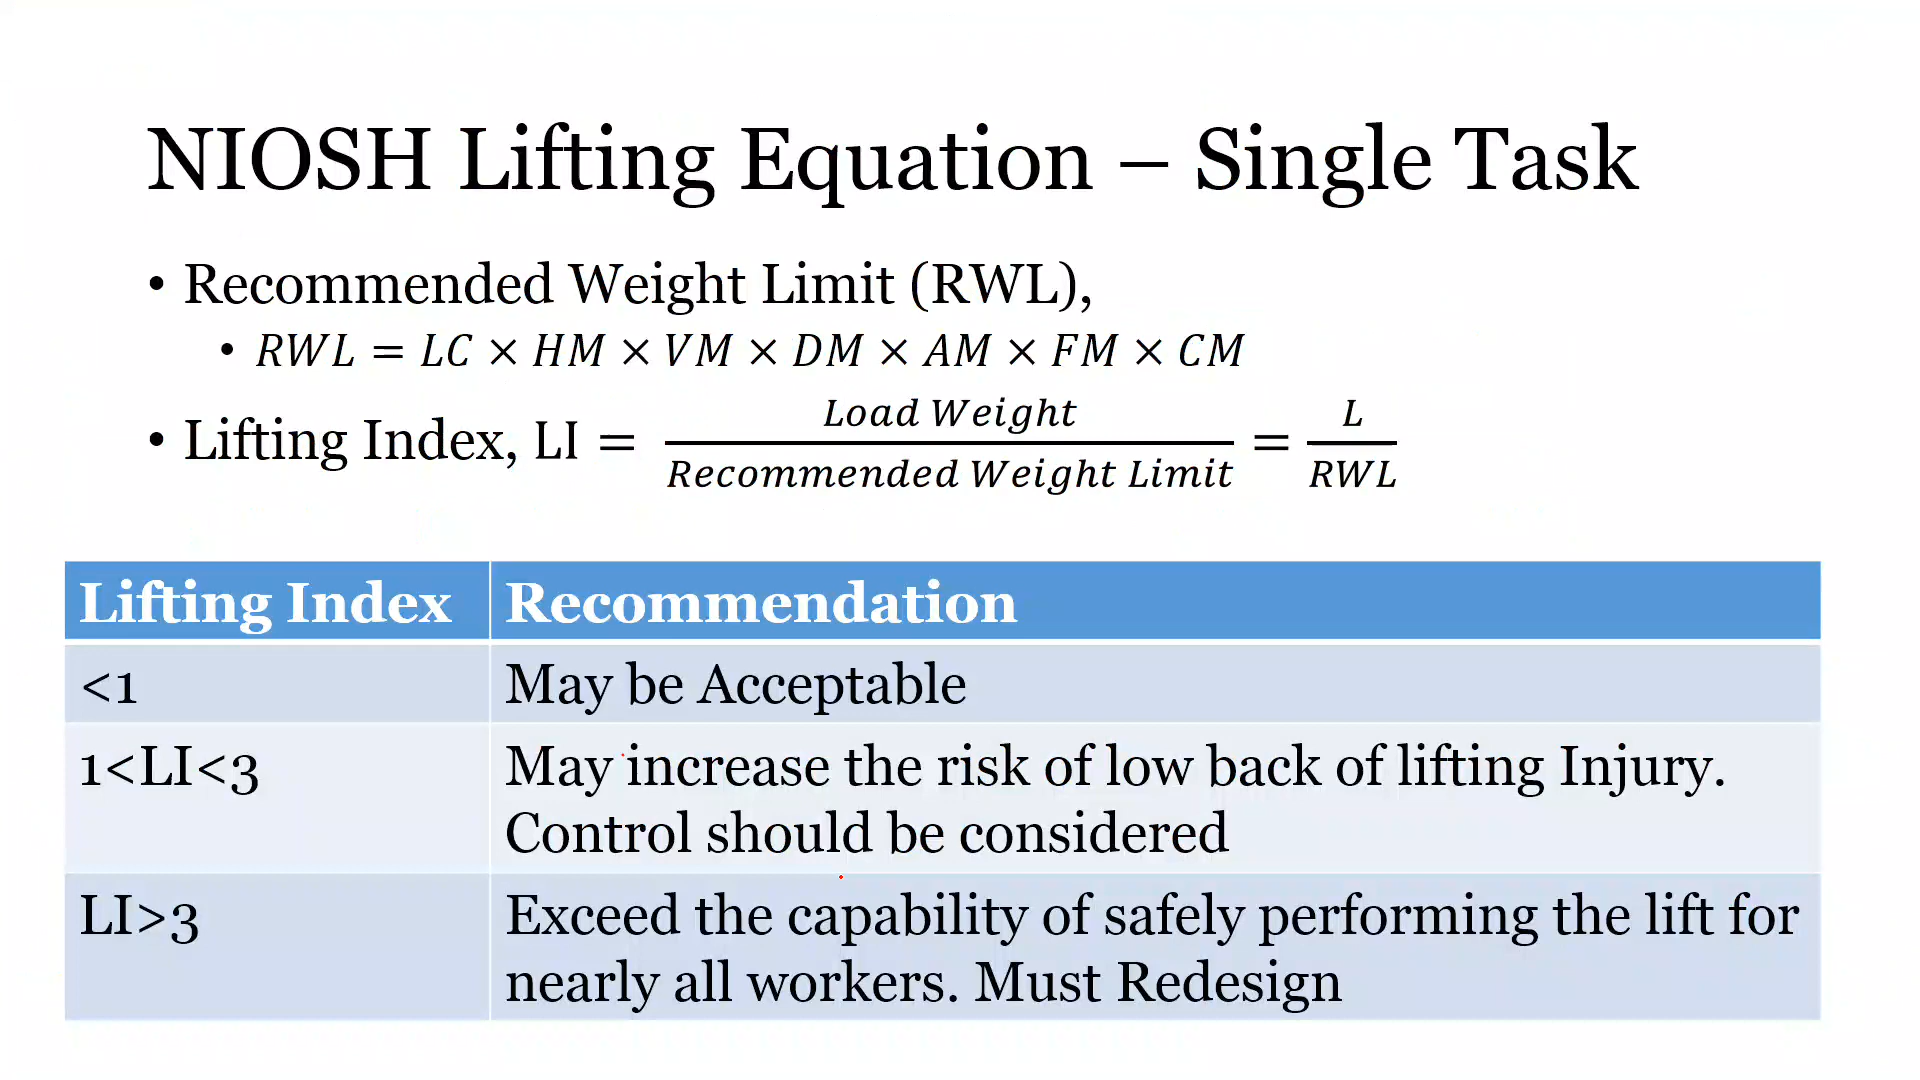 NIOSH Lifting Equation – Single Task
• Recommended Weight Limit (RWL),
• RWL = LC × HM × VM × DM × AM × FM × CM
• Lifting Index, LI = Load Weight / Recommended Weight Limit = L / RWL
Lifting Index Recommendation
<1 May be Acceptable
1<LI<3 May increase the risk of low back of lifting Injury.
Control should be considered
LI>3 Exceed the capability of safely performing the lift for
nearly all workers. Must Redesign